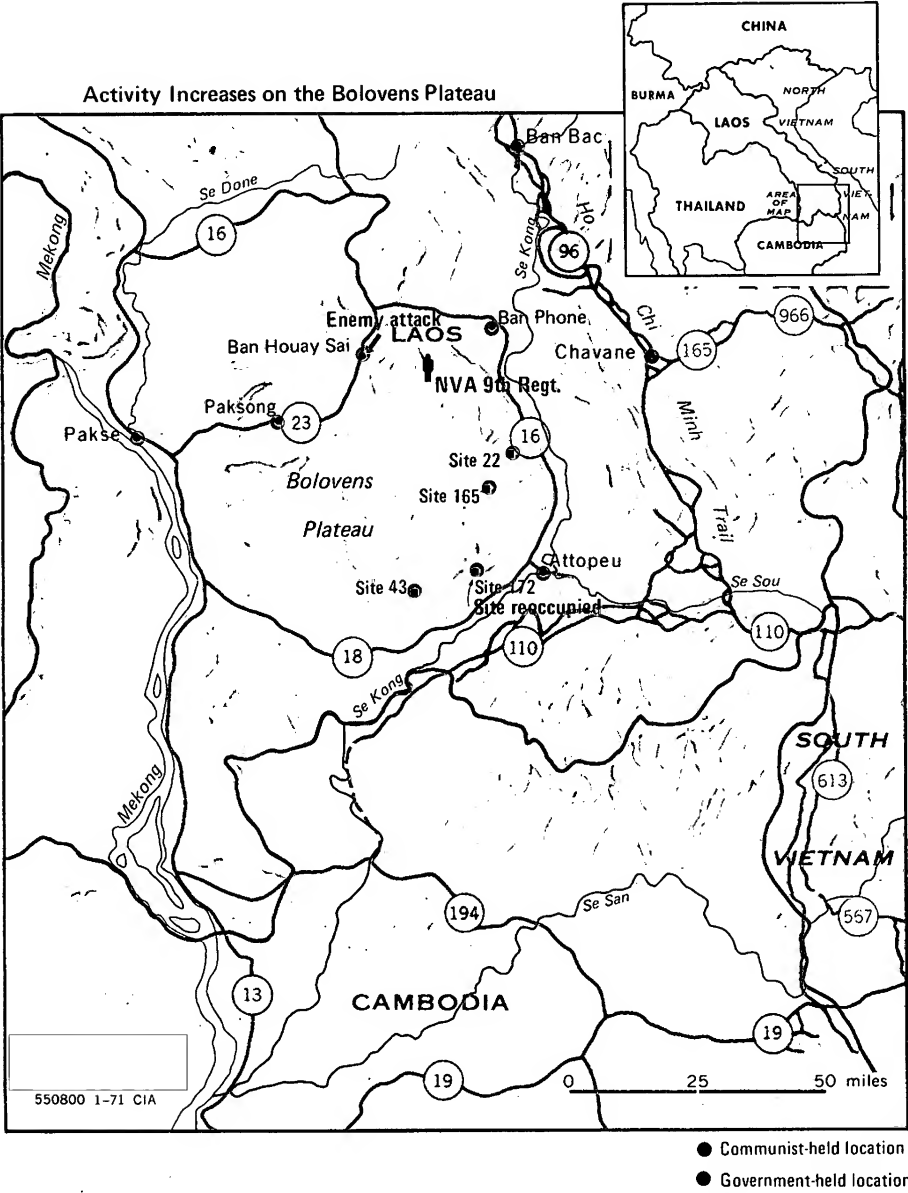 Activity Increases on the Bolovens Plateau
CHINA
BURMA
NORTH
VIETNAM
LAOS
SOUTH
VIET-
NAM
AREA
OF
MAP
THAILAND
CAMBODIA
Ban Bac
Se Done
16
Mekong
Se Kong
Ho
96
Chi
966
Enemy attack
LAOS
Ban Phone
Ban Houay Sai
Chavane
165
NVA 9th Regt.
Paksong
23
Minh
Pakse
16
Site 22
Bolovens
Site 165
Plateau
Trail
Attopeu
Site 43
Site 172
Se Sou
Site reoccupied
110
110
18
Se Kong
SOUTH
613
Mekong
VIETNAM
Se San
194
567
13
CAMBODIA
19
19
0 25 50 miles
550800 1-71 CIA
Communist-held location
Government-held location